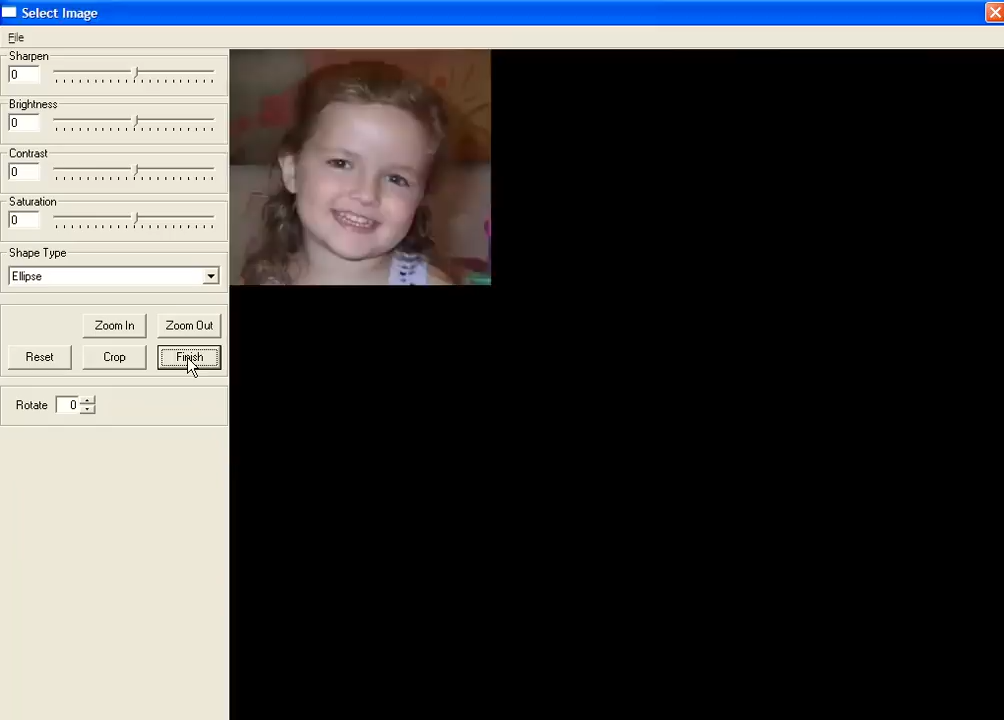 Select Image
File
Sharpen
0
Brightness
0
Contrast
0
Saturation
0
Shape Type
Ellipse
Zoom In Zoom Out
Reset Crop Finish
Rotate 0